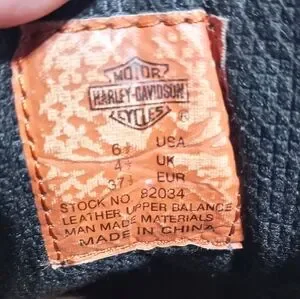 MOTOR
HARLEY-DAVIDSON
CYCLES
®
6½ USA
4½ UK
37½ EUR
STOCK NO. 82034
LEATHER UPPER BALANCE
MAN MADE MATERIALS
MADE IN CHINA